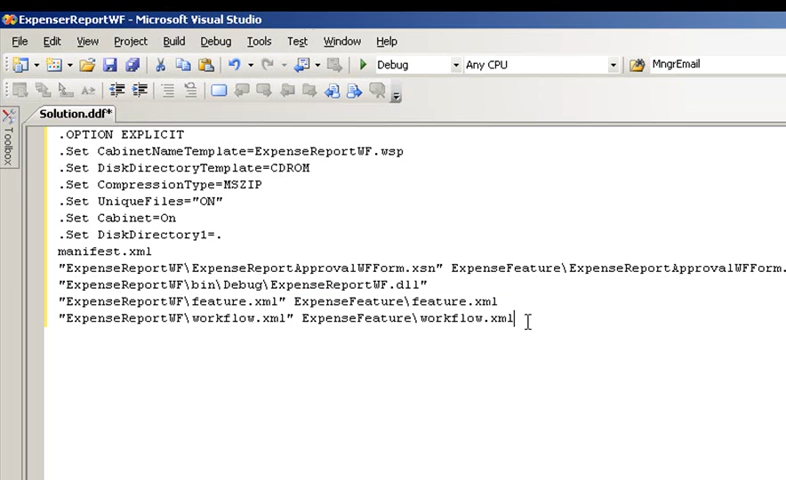 ExpenserReportWF - Microsoft Visual Studio
File Edit View Project Build Debug Tools Test Window Help
Debug Any CPU MngrEmail
Solution.ddf*
Toolbox
.OPTION EXPLICIT
.Set CabinetNameTemplate=ExpenseReportWF.wsp
.Set DiskDirectoryTemplate=CDROM
.Set CompressionType=MSZIP
.Set UniqueFiles="ON"
.Set Cabinet=On
.Set DiskDirectory1=.
manifest.xml
"ExpenseReportWF\ExpenseReportApprovalWFForm.xsn" ExpenseFeature\ExpenseReportApprovalWFForm.
"ExpenseReportWF\bin\Debug\ExpenseReportWF.dll"
"ExpenseReportWF\feature.xml" ExpenseFeature\feature.xml
"ExpenseReportWF\workflow.xml" ExpenseFeature\workflow.xml